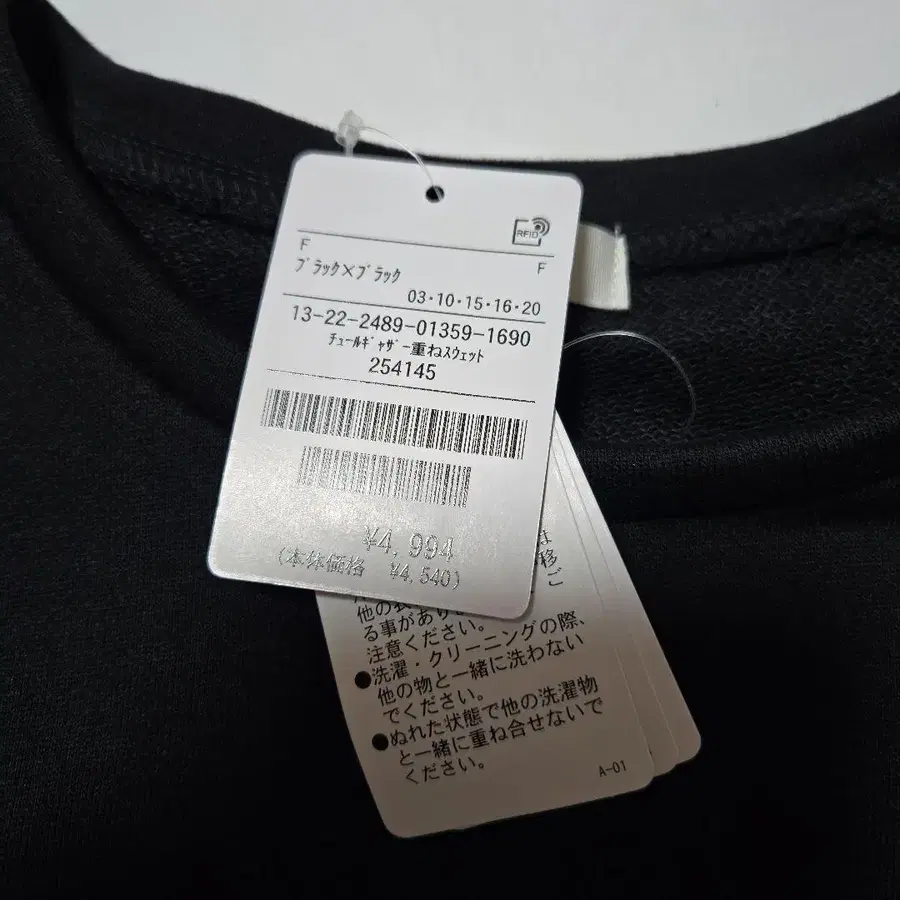 RFID
F F
ﾌﾞﾗｯｸ×ﾌﾞﾗｯｸ
03・10・15・16・20
13-22-2489-01359-1690
ﾁｭｰﾙｷﾞｬｻﾞｰ重ねｽｳｪｯﾄ
254145
¥4,994
(本体価格 ¥4,540)
は
移
ご
他の衣
る事があり
注意ください。
●洗濯・クリーニングの際、
他の物と一緒に洗わない
でください。
●ぬれた状態で他の洗濯物
と一緒に重ね合せないで
ください。
A-01